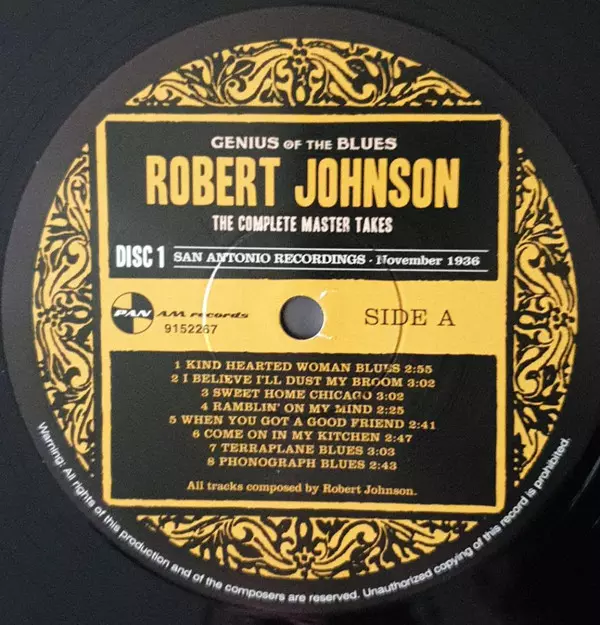 GENIUS OF THE BLUES
ROBERT JOHNSON
THE COMPLETE MASTER TAKES
DISC 1 SAN ANTONIO RECORDINGS · November 1936
PAN AM records
9152267
SIDE A
1 KIND HEARTED WOMAN BLUES 2:55
2 I BELIEVE I'LL DUST MY BROOM 3:02
3 SWEET HOME CHICAGO 3:02
4 RAMBLIN' ON MY MIND 2:25
5 WHEN YOU GOT A GOOD FRIEND 2:41
6 COME ON IN MY KITCHEN 2:47
7 TERRAPLANE BLUES 3:03
8 PHONOGRAPH BLUES 2:43
All tracks composed by Robert Johnson.
Warning: All rights of this production and of the composers are reserved. Unauthorized copying of this record is prohibited.